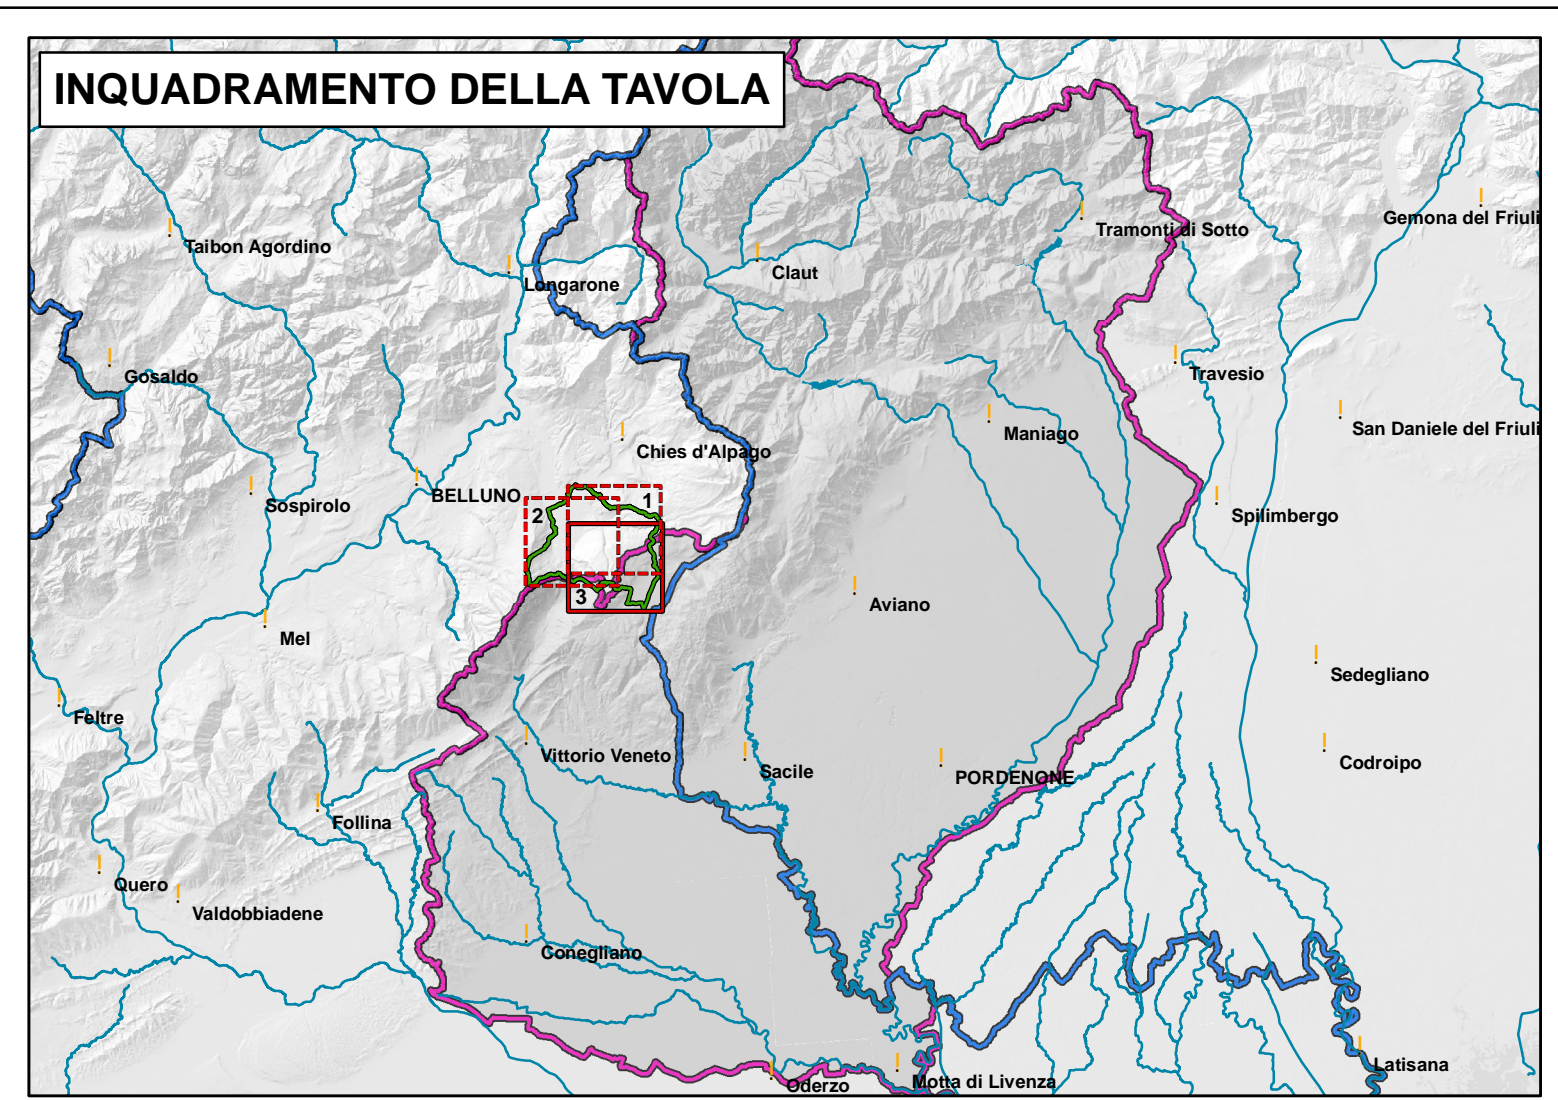 INQUADRAMENTO DELLA TAVOLA
Gemona del Friuli
Tramonti di Sotto
Taibon Agordino
Claut
Longarone
Gosaldo
Travesio
San Daniele del Friuli
Maniago
Chies d'Alpago
BELLUNO
1
Sospirolo
2
Spilimbergo
3
Aviano
Mel
Sedegliano
Feltre
Vittorio Veneto
Sacile
PORDENONE
Codroipo
Follina
Quero
Valdobbiadene
Conegliano
Latisana
Oderzo
Motta di Livenza